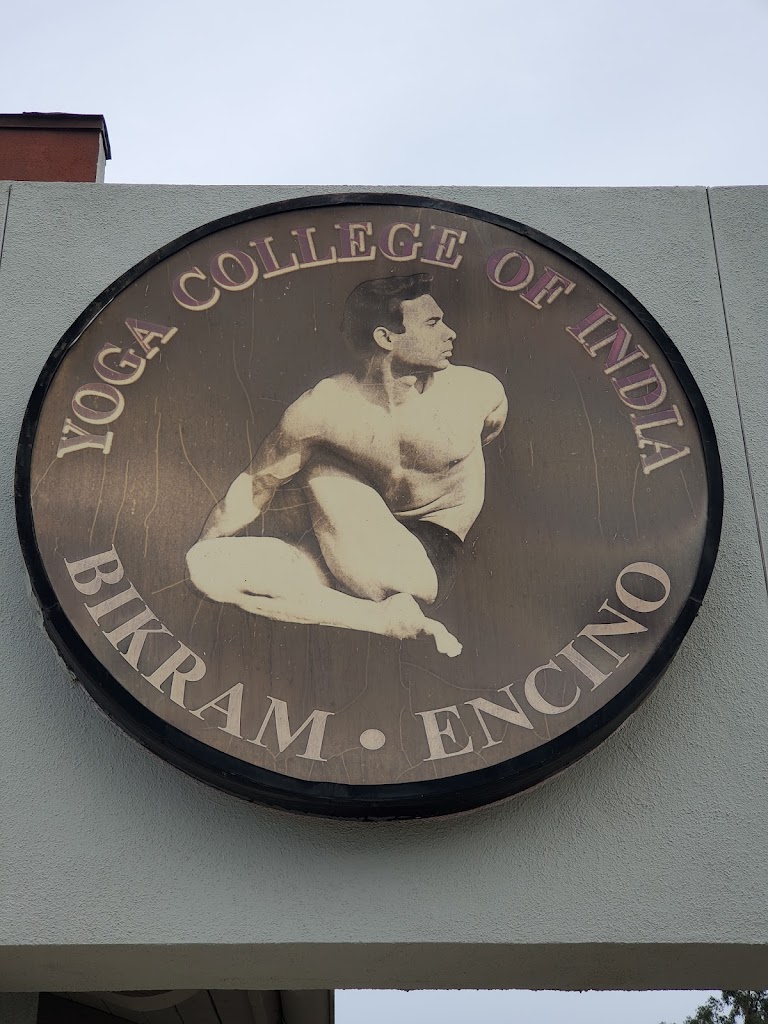 YOGA COLLEGE OF INDIA
BIKRAM • ENCINO